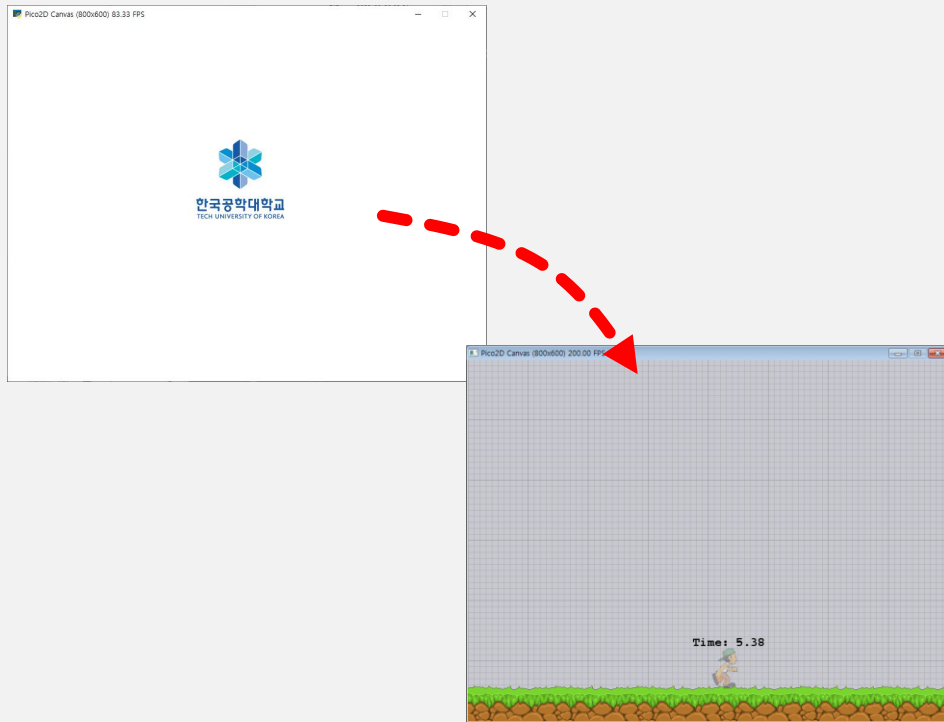 Pico2D Canvas (800x600) 83.33 FPS
한국공학대학교
TECH UNIVERSITY OF KOREA
Pico2D Canvas (800x600) 200.00 FPS
Time: 5.38